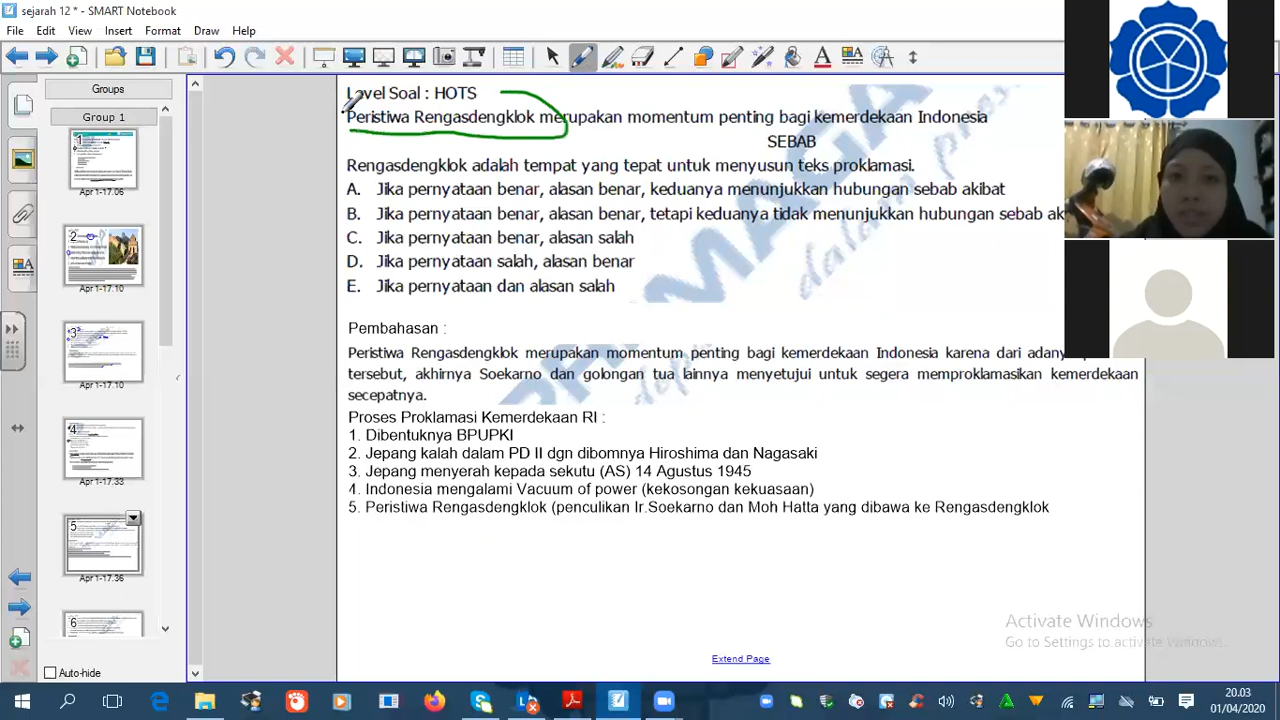 sejarah 12 * - SMART Notebook
File Edit View Insert Format Draw Help
Groups
Group 1
1
Apr 1-17.06
2
Apr 1-17.10
3
Apr 1-17.10
4
Apr 1-17.33
5
Apr 1-17.36
6
Auto-hide
Level Soal : HOTS
Peristiwa Rengasdengklok merupakan momentum penting bagi kemerdekaan Indonesia
SEBAB
Rengasdengklok adalah tempat yang tepat untuk menyusun teks proklamasi.
A. Jika pernyataan benar, alasan benar, keduanya menunjukkan hubungan sebab akibat
B. Jika pernyataan benar, alasan benar, tetapi keduanya tidak menunjukkan hubungan sebab ak
C. Jika pernyataan benar, alasan salah
D. Jika pernyataan salah, alasan benar
E. Jika pernyataan dan alasan salah
Pembahasan :
Peristiwa Rengasdengklok merupakan momentum penting bagi kemerdekaan Indonesia karena dari
tersebut, akhirnya Soekarno dan golongan tua lainnya menyetujui untuk segera memproklamasikan kemerdekaan
secepatnya.
Proses Proklamasi Kemerdekaan RI :
1. Dibentuknya BPUPKI
2. Jepang kalah dalam PD II dgn dibomnya Hiroshima dan Nagasaki
3. Jepang menyerah kepada sekutu (AS) 14 Agustus 1945
4. Indonesia mengalami Vacuum of power (kekosongan kekuasaan)
5. Peristiwa Rengasdengklok (penculikan Ir.Soekarno dan Moh Hatta yang dibawa ke Rengasdengklok
Activate Windows
Go to Settings to activate Windows.
Extend Page
20.03
01/04/2020